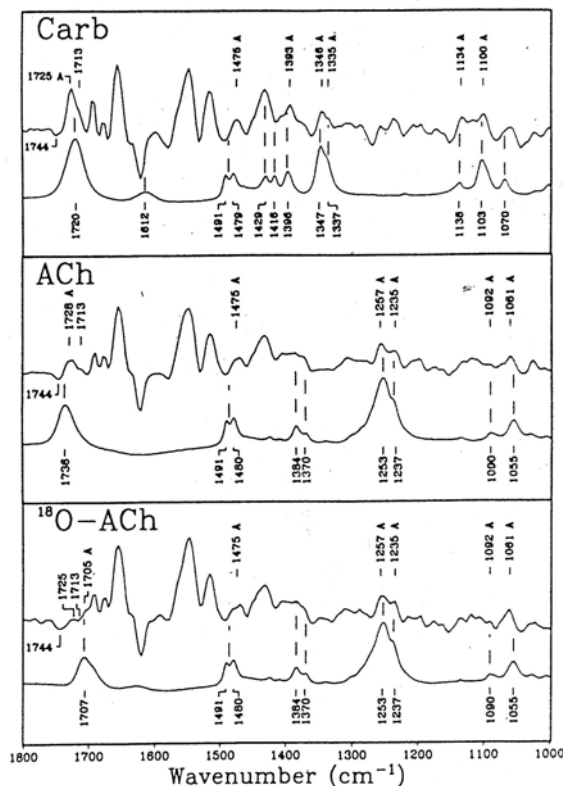 Carb
1725 A
1713
1475 A
1393 A
1346 A
1335 A
1134 A
1100 A
1744
1720
1612
1491
1479
1429
1416
1396
1347
1337
1136
1103
1070
ACh
1728 A
1713
1475 A
1257 A
1235 A
1092 A
1061 A
1744
1736
1491
1480
1384
1370
1253
1237
1090
1055
¹⁸O-ACh
1725
1713
1705 A
1475 A
1257 A
1235 A
1092 A
1061 A
1744
1707
1491
1480
1384
1370
1253
1237
1090
1055
1800 1700 1600 1500 1400 1300 1200 1100 1000
Wavenumber (cm⁻¹)